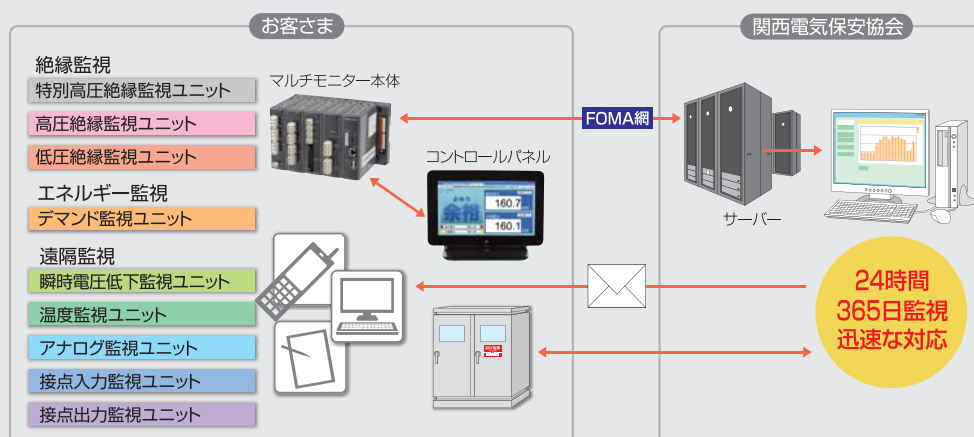 お客さま
関西電気保安協会
絶縁監視
特別高圧絶縁監視ユニット
高圧絶縁監視ユニット
低圧絶縁監視ユニット
エネルギー監視
デマンド監視ユニット
遠隔監視
瞬時電圧低下監視ユニット
温度監視ユニット
アナログ監視ユニット
接点入力監視ユニット
接点出力監視ユニット
マルチモニター本体
コントロールパネル
余裕
160.7
160.1
FOMA網
サーバー
24時間
365日監視
迅速な対応